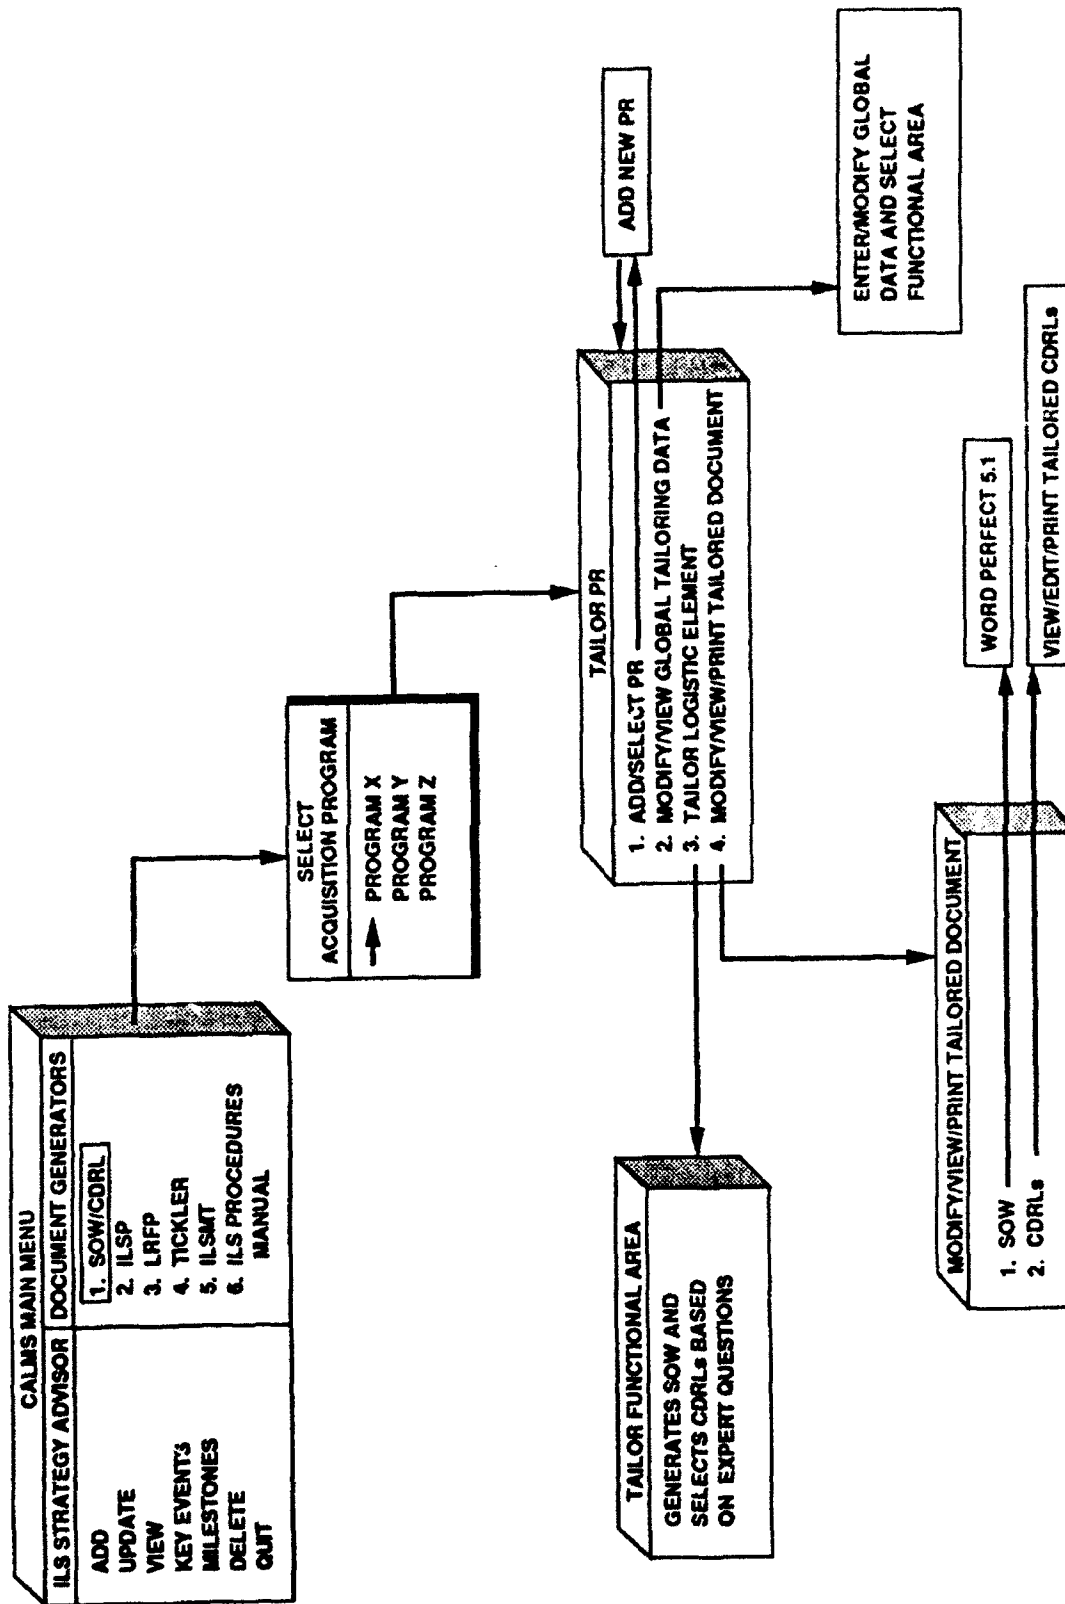 CALMS MAIN MENU
ILS STRATEGY ADVISOR
DOCUMENT GENERATORS
ADD
UPDATE
VIEW
KEY EVENTS
MILESTONES
DELETE
QUIT
1. SOW/CDRL
2. ILSP
3. LRFP
4. TICKLER
5. ILSMT
6. ILS PROCEDURES
MANUAL
SELECT
ACQUISITION PROGRAM
PROGRAM X
PROGRAM Y
PROGRAM Z
TAILOR PR
1. ADD/SELECT PR
2. MODIFY/VIEW GLOBAL TAILORING DATA
3. TAILOR LOGISTIC ELEMENT
4. MODIFY/VIEW/PRINT TAILORED DOCUMENT
ADD NEW PR
ENTER/MODIFY GLOBAL
DATA AND SELECT
FUNCTIONAL AREA
TAILOR FUNCTIONAL AREA
GENERATES SOW AND
SELECTS CDRLs BASED
ON EXPERT QUESTIONS
MODIFY/VIEW/PRINT TAILORED DOCUMENT
1. SOW
2. CDRLs
WORD PERFECT 5.1
VIEW/EDIT/PRINT TAILORED CDRLs